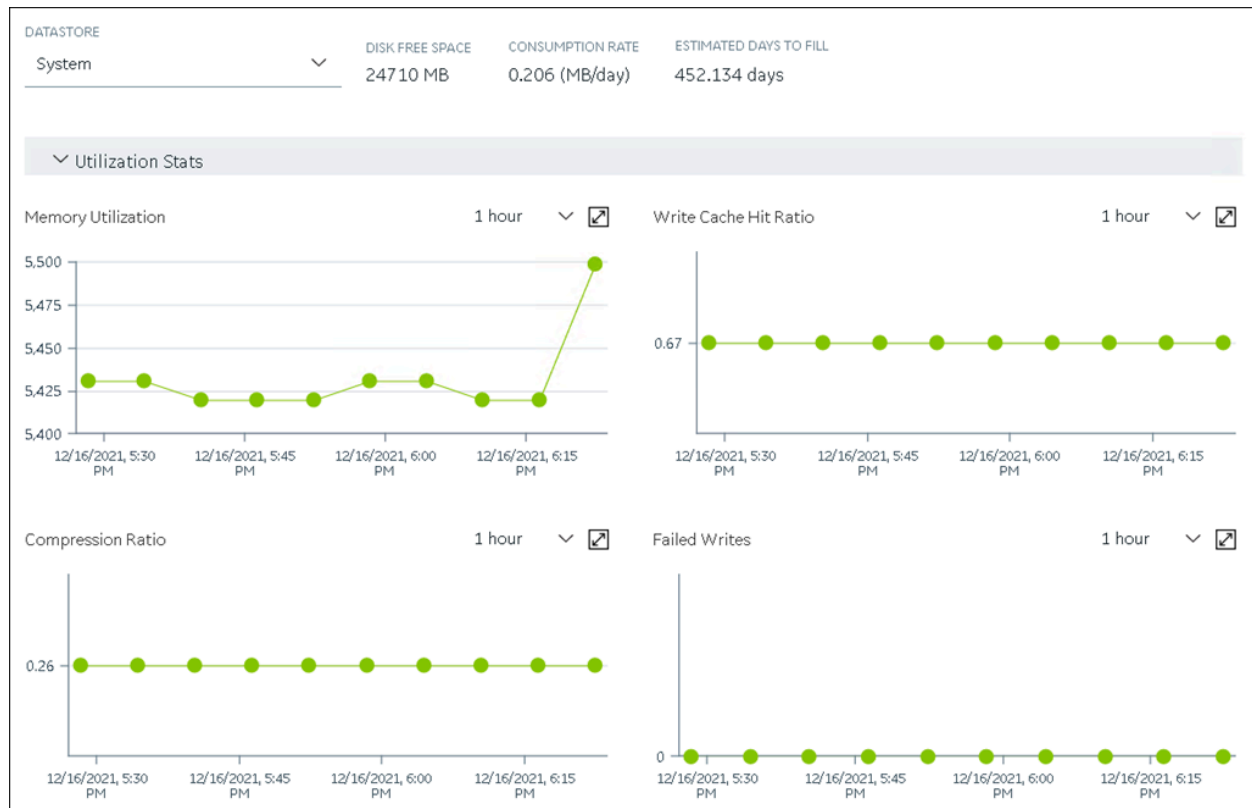 DATASTORE
System
DISK FREE SPACE
24710 MB
CONSUMPTION RATE
0.206 (MB/day)
ESTIMATED DAYS TO FILL
452.134 days
Utilization Stats
Memory Utilization
1 hour
5,500
5,475
5,450
5,425
5,400
12/16/2021, 5:30
PM
12/16/2021, 5:45
PM
12/16/2021, 6:00
PM
12/16/2021, 6:15
PM
Write Cache Hit Ratio
1 hour
0.67
12/16/2021, 5:30
PM
12/16/2021, 5:45
PM
12/16/2021, 6:00
PM
12/16/2021, 6:15
PM
Compression Ratio
1 hour
0.26
12/16/2021, 5:30
PM
12/16/2021, 5:45
PM
12/16/2021, 6:00
PM
12/16/2021, 6:15
PM
Failed Writes
1 hour
0
12/16/2021, 5:30
PM
12/16/2021, 5:45
PM
12/16/2021, 6:00
PM
12/16/2021, 6:15
PM